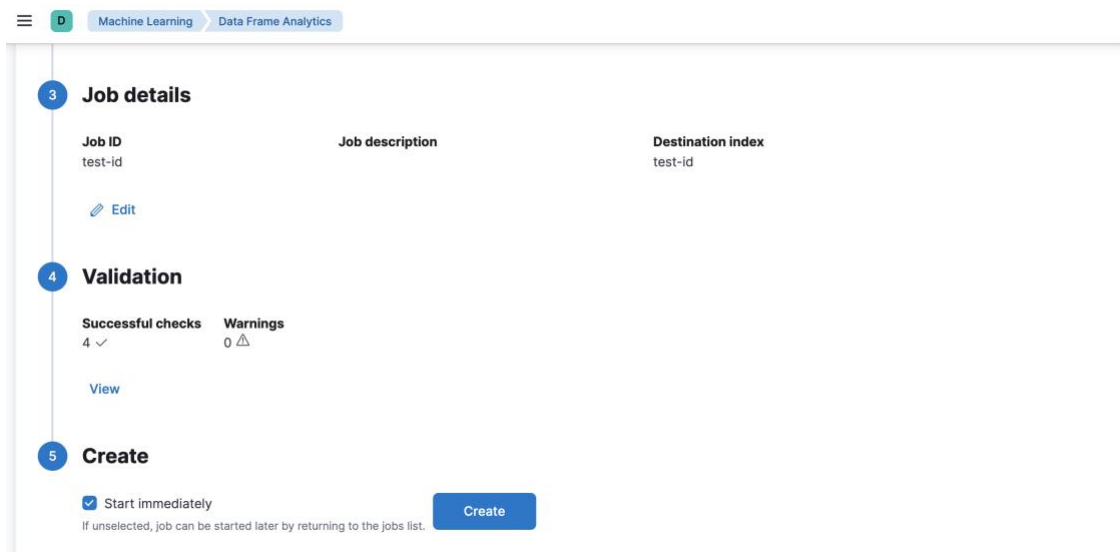 D Machine Learning Data Frame Analytics
3 Job details
Job ID Job description Destination index
test-id test-id
Edit
4 Validation
Successful checks Warnings
4 0
View
5 Create
Start immediately
Create
If unselected, job can be started later by returning to the jobs list.